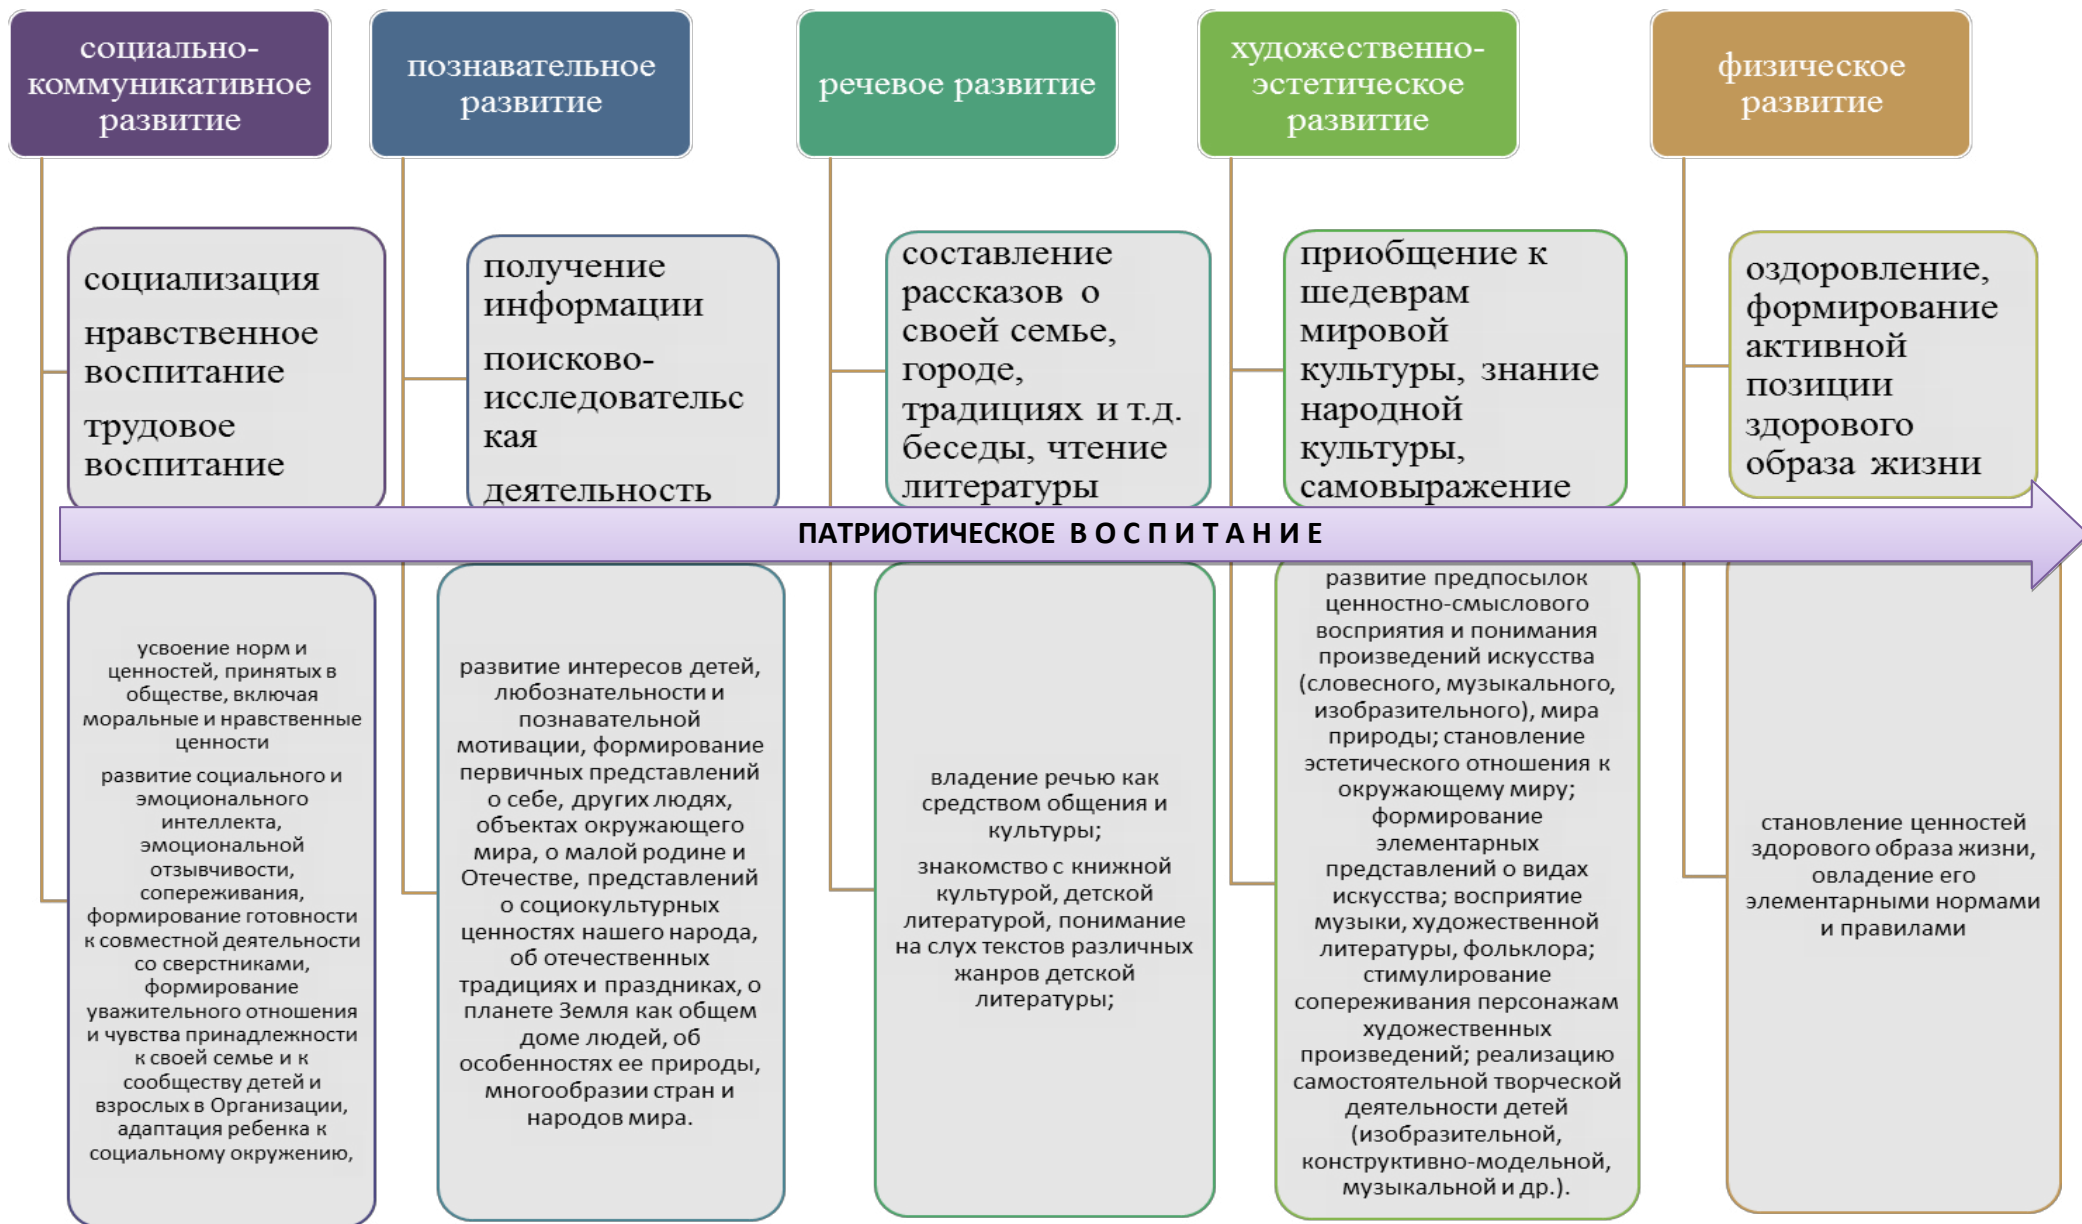 социально-
коммуникативное
развитие
познавательное
развитие
речевое развитие
художественно-
эстетическое
развитие
физическое
развитие
социализация
нравственное
воспитание
трудовое
воспитание
получение
информации
поисково-
исследовательс
кая
деятельность
составление
рассказов о
своей семье,
городе,
традициях и т.д.
беседы, чтение
литературы
приобщение к
шедеврам
мировой
культуры, знание
народной
культуры,
самовыражение
оздоровление,
формирование
активной
позиции
здорового
образа жизни
ПАТРИОТИЧЕСКОЕ В О С П И Т А Н И Е
усвоение норм и
ценностей, принятых в
обществе, включая
моральные и нравственные
ценности
развитие социального и
эмоционального
интеллекта,
эмоциональной
отзывчивости,
сопереживания,
формирование готовности
к совместной деятельности
со сверстниками,
формирование
уважительного отношения
и чувства принадлежности
к своей семье и к
сообществу детей и
взрослых в Организации,
адаптация ребенка к
социальному окружению,
развитие интересов детей,
любознательности и
познавательной
мотивации, формирование
первичных представлений
о себе, других людях,
объектах окружающего
мира, о малой родине и
Отечестве, представлений
о социокультурных
ценностях нашего народа,
об отечественных
традициях и праздниках, о
планете Земля как общем
доме людей, об
особенностях ее природы,
многообразии стран и
народов мира.
владение речью как
средством общения и
культуры;
знакомство с книжной
культурой, детской
литературой, понимание
на слух текстов различных
жанров детской
литературы;
развитие предпосылок
ценностно-смыслового
восприятия и понимания
произведений искусства
(словесного, музыкального,
изобразительного), мира
природы; становление
эстетического отношения к
окружающему миру;
формирование
элементарных
представлений о видах
искусства; восприятие
музыки, художественной
литературы, фольклора;
стимулирование
сопереживания персонажам
художественных
произведений; реализацию
самостоятельной творческой
деятельности детей
(изобразительной,
конструктивно-модельной,
музыкальной и др.).
становление ценностей
здорового образа жизни,
овладение его
элементарными нормами
и правилами